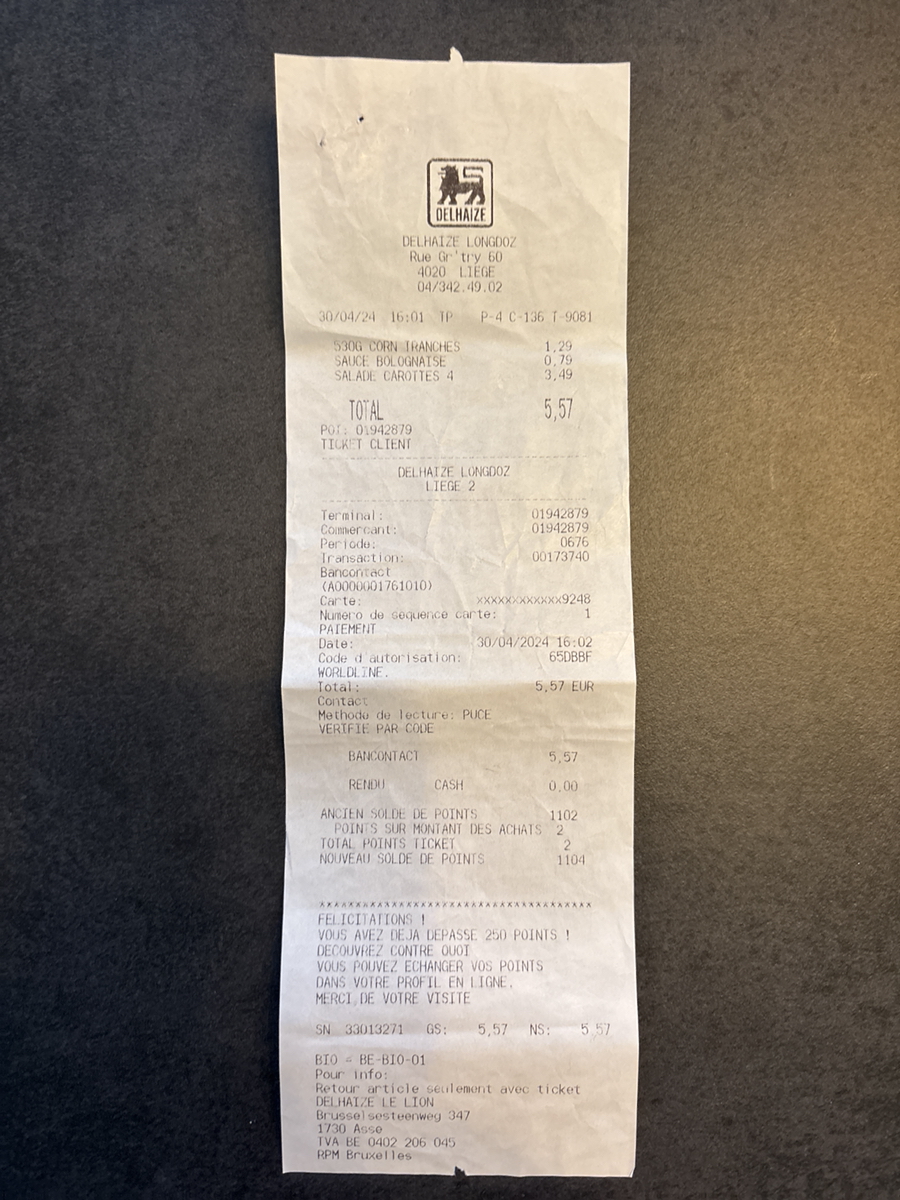 DELHAIZE
DELHAIZE LONGDOZ
Rue Gr'try 60
4020 LIEGE
04/342.49.02
30/04/24 16:01 TP P-4 C-136 T-9081
530G CORN TRANCHES 1,29
SAUCE BOLOGNAISE 0,79
SALADE CAROTTES 4 3,49
TOTAL 5,57
POI: 01942879
TICKET CLIENT
DELHAIZE LONGDOZ
LIEGE 2
Terminal: 01942879
Commercant: 01942879
Periode: 0676
Transaction: 00173740
Bancontact
(A0000001761010)
Carte: xxxxxxxxxxxxx9248
Numero de sequence carte: 1
PAIEMENT
Date: 30/04/2024 16:02
Code d autorisation: 65DBBF
WORLDLINE.
Total: 5,57 EUR
Contact
Methode de lecture: PUCE
VERIFIE PAR CODE
BANCONTACT 5,57
RENDU CASH 0,00
ANCIEN SOLDE DE POINTS 1102
POINTS SUR MONTANT DES ACHATS 2
TOTAL POINTS TICKET 2
NOUVEAU SOLDE DE POINTS 1104
**************************************
FELICITATIONS !
VOUS AVEZ DEJA DEPASSE 250 POINTS !
DECOUVREZ CONTRE QUOI
VOUS POUVEZ ECHANGER VOS POINTS
DANS VOTRE PROFIL EN LIGNE.
MERCI DE VOTRE VISITE
SN 33013271 GS: 5,57 NS: 5,57
BIO = BE-BIO-01
Pour info:
Retour article seulement avec ticket
DELHAIZE LE LION
Brusselsesteenweg 347
1730 Asse
TVA BE 0402 206 045
RPM Bruxelles